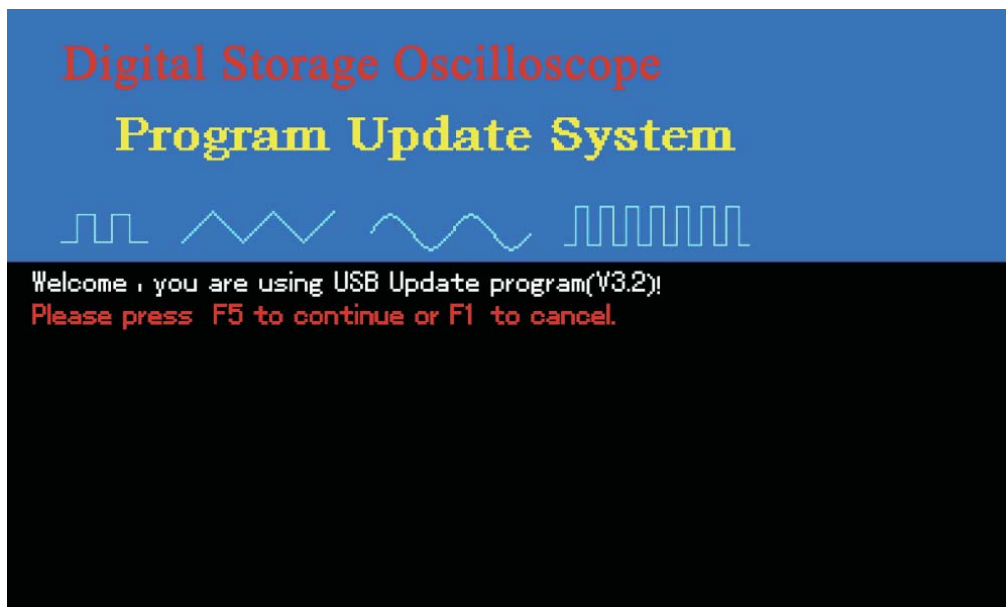 Digital Storage Oscilloscope
Program Update System
Welcome , you are using USB Update program(V3.2)!
Please press F5 to continue or F1 to cancel.